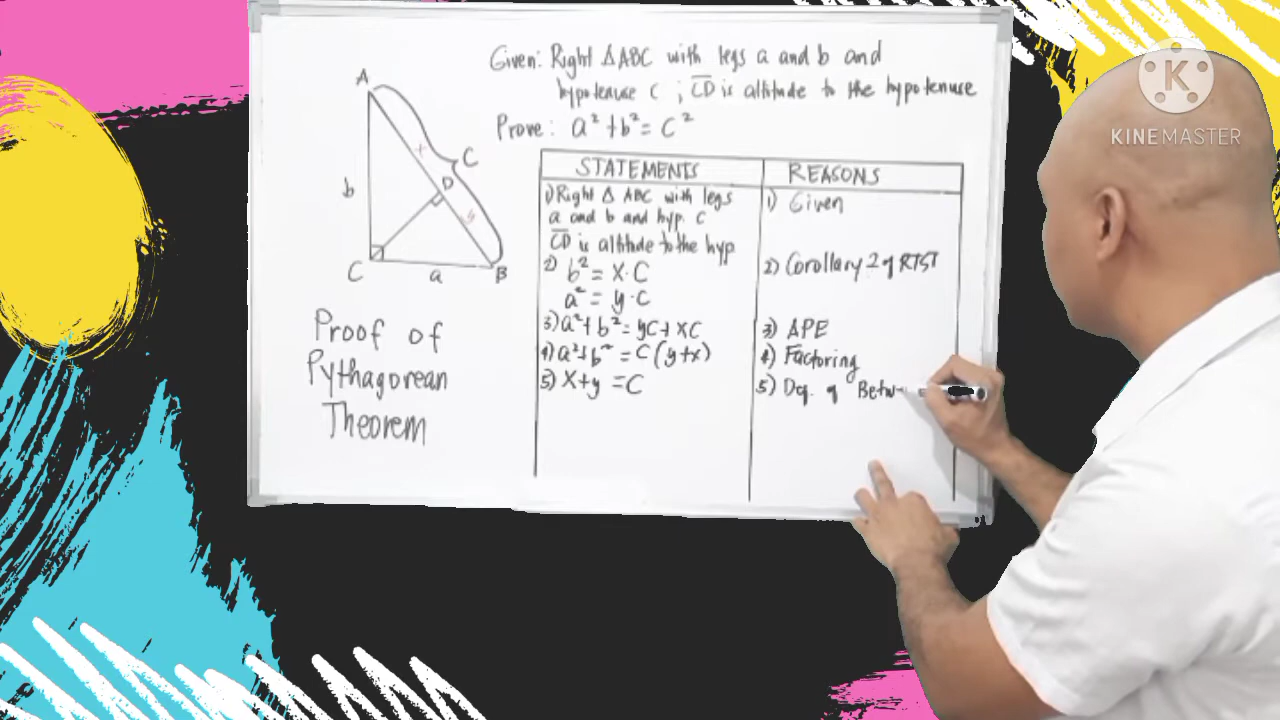 Given: Right △ABC with legs a and b and
hypotenuse C ; C̅D̅ is altitude to the hypotenuse
Prove: a² + b² = C²
A
x
C
D
b
y
C
a
B
Proof of
Pythagorean
Theorem
STATEMENTS
1) Right △ ABC with legs
a and b and hyp. C
C̅D̅ is altitude to the hyp
2) b² = X·C
a² = y·C
3) a² + b² = yC + XC
4) a² + b² = C(y+x)
5) X+y = C
REASONS
1) Given
2) Corollary 2 of RTST
3) APE
4) Factoring
5) Def. of Betw
K
KINEMASTER